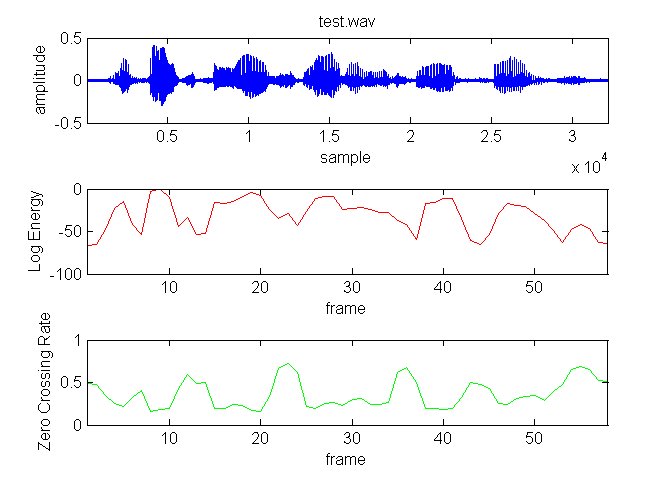 test.wav
amplitude
0.5
0
-0.5
0.5 1 1.5 2 2.5 3
sample
x 10^4
Log Energy
0
-50
-100
10 20 30 40 50
frame
Zero Crossing Rate
1
0.5
0
10 20 30 40 50
frame